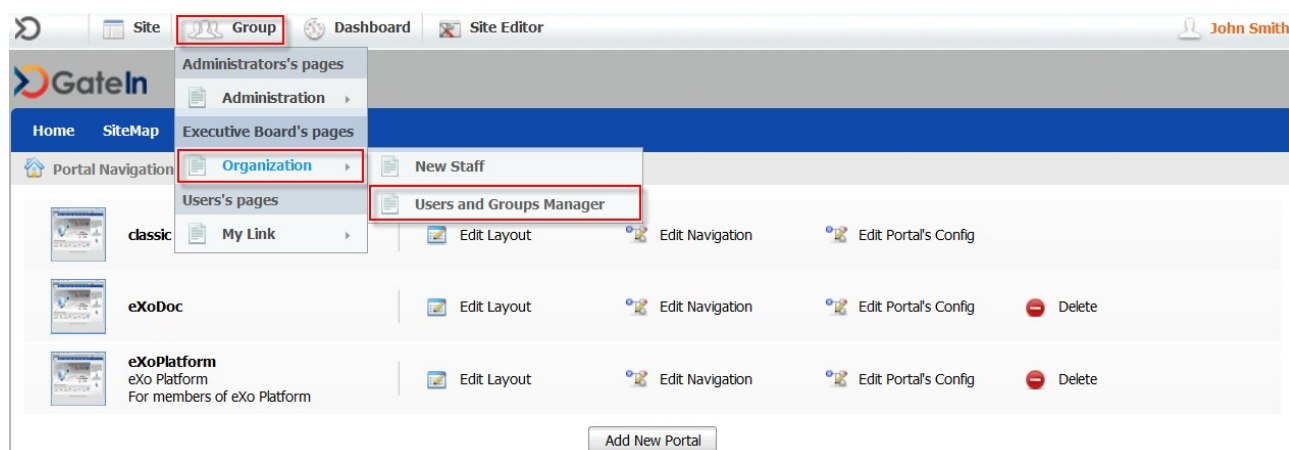 Site Group Dashboard Site Editor John Smith
GateIn
Administrators's pages
Administration
Home SiteMap Executive Board's pages
Portal Navigation Organization New Staff
Users's pages Users and Groups Manager
classic My Link Edit Layout Edit Navigation Edit Portal's Config
eXoDoc Edit Layout Edit Navigation Edit Portal's Config Delete
eXoPlatform
eXo Platform Edit Layout Edit Navigation Edit Portal's Config Delete
For members of eXo Platform
Add New Portal